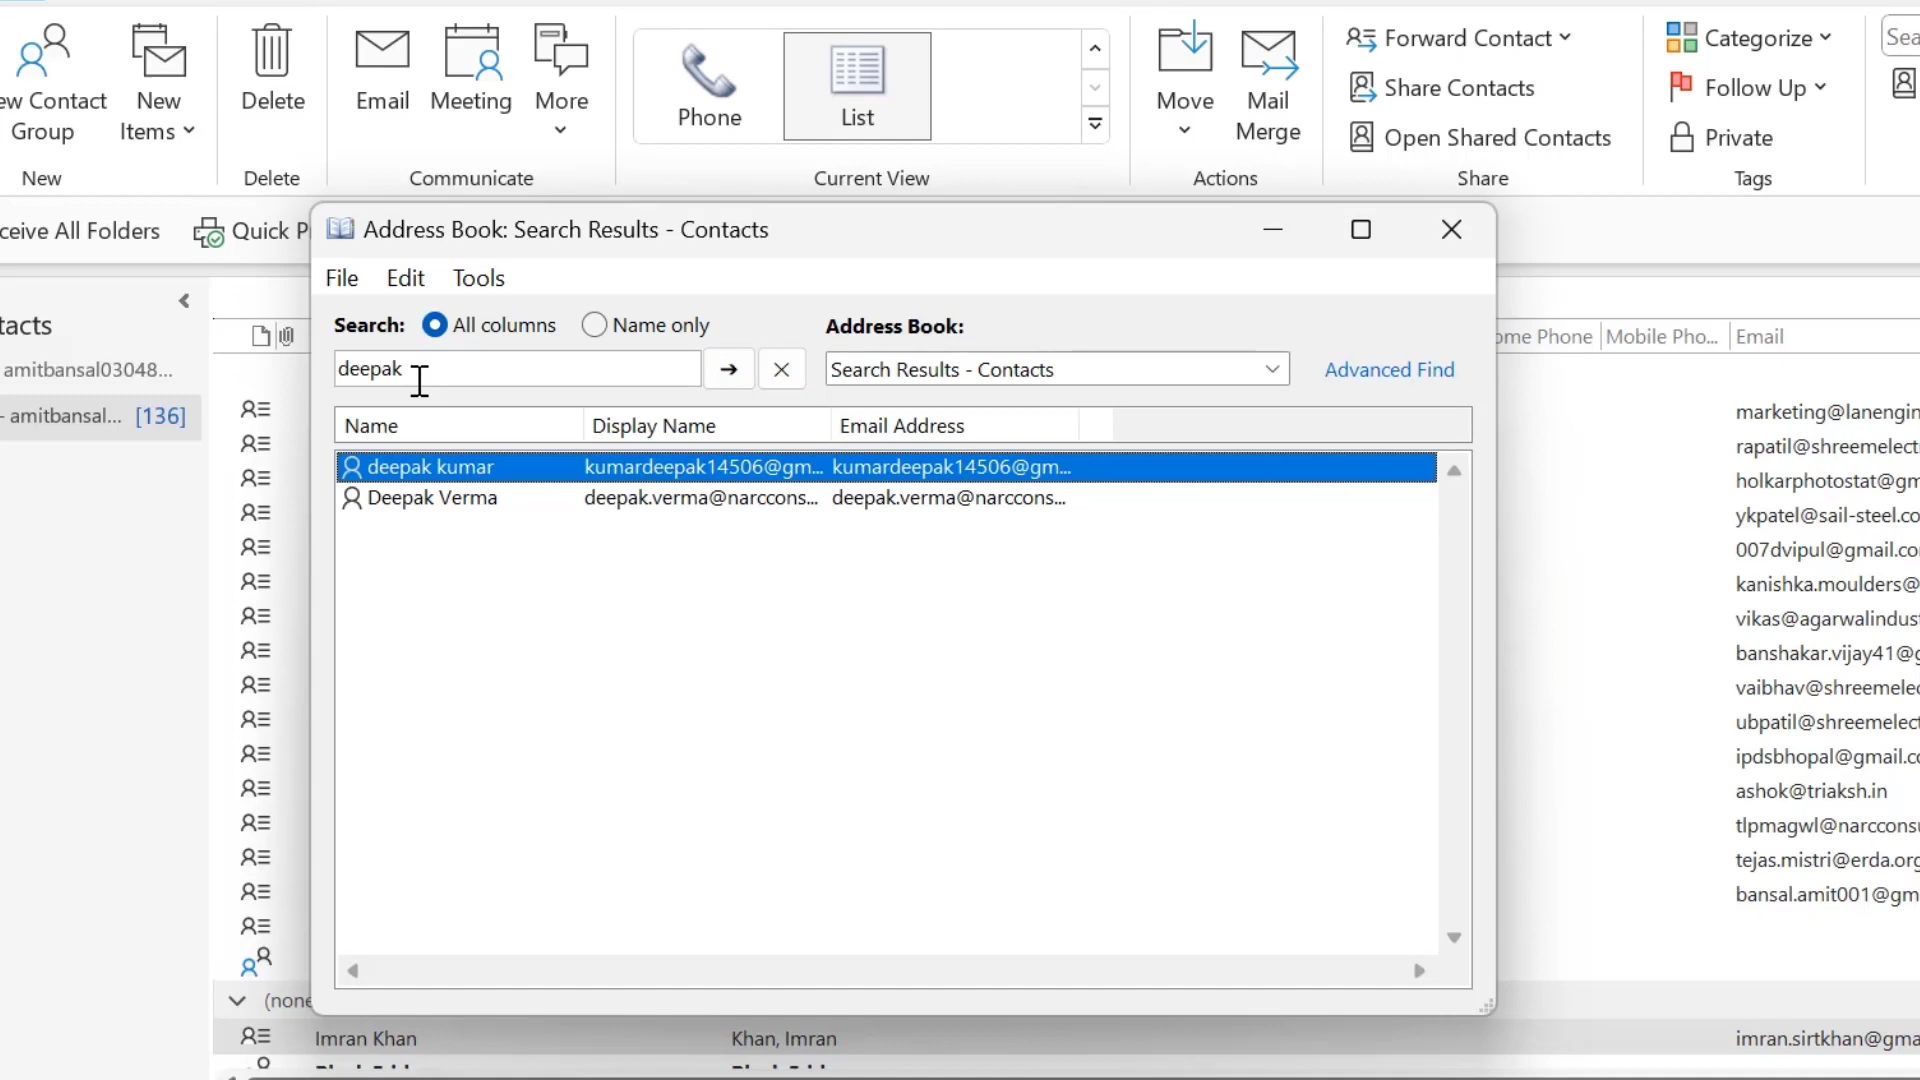 ew Contact
Group
New
Items
Delete
Email
Meeting
More
Phone
List
Move
Mail
Merge
Forward Contact
Share Contacts
Open Shared Contacts
Categorize
Follow Up
Private
Sea
New
Delete
Communicate
Current View
Actions
Share
Tags
ceive All Folders
Quick P
Address Book: Search Results - Contacts
File Edit Tools
Search: All columns Name only Address Book:
deepak
Search Results - Contacts
Advanced Find
Name Display Name Email Address
deepak kumar kumardeepak14506@gm... kumardeepak14506@gm...
Deepak Verma deepak.verma@narccons... deepak.verma@narccons...
tacts
amitbansal03048...
- amitbansal... [136]
ome Phone Mobile Pho... Email
marketing@lanengin
rapatil@shreemelect
holkarphotostat@gm
ykpatel@sail-steel.co
007dvipul@gmail.co
kanishka.moulders@
vikas@agarwalindust
banshakar.vijay41@g
vaibhav@shreemelec
ubpatil@shreemelect
ipdsbhopal@gmail.c
ashok@triaksh.in
tlpmagwl@narccons
tejas.mistri@erda.org
bansal.amit001@gm
(none
Imran Khan Khan, Imran imran.sirtkhan@gma